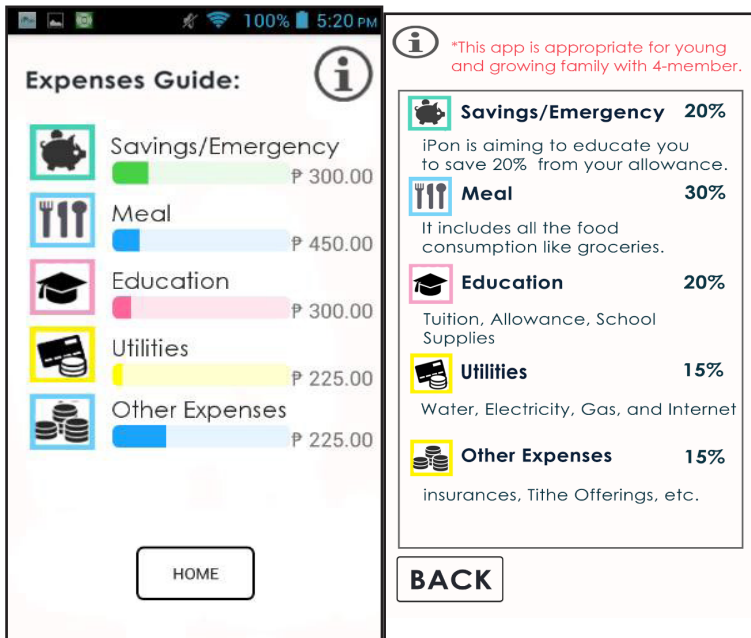 100% 5:20 PM
Expenses Guide:
i
Savings/Emergency
₱ 300.00
Meal
₱ 450.00
Education
₱ 300.00
Utilities
₱ 225.00
Other Expenses
₱ 225.00
HOME
i
*This app is appropriate for young
and growing family with 4-member.
Savings/Emergency 20%
iPon is aiming to educate you
to save 20% from your allowance.
Meal 30%
It includes all the food
consumption like groceries.
Education 20%
Tuition, Allowance, School
Supplies
Utilities 15%
Water, Electricity, Gas, and Internet
Other Expenses 15%
insurances, Tithe Offerings, etc.
BACK